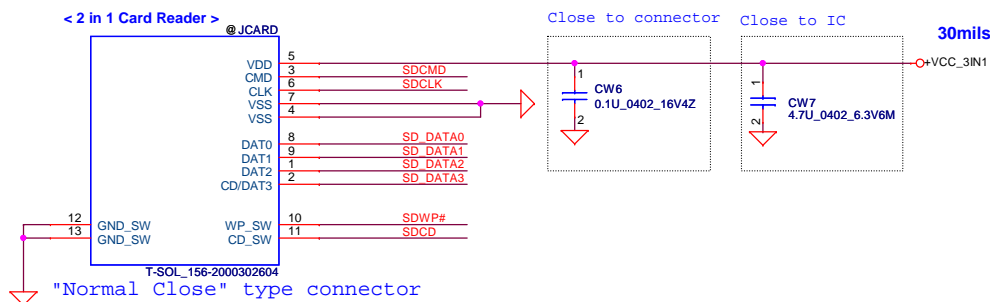 < 2 in 1 Card Reader >
@JCARD
Close to connector
Close to IC
30mils
VDD 5
+VCC_3IN1
CMD 3 SDCMD
CLK 6 SDCLK
VSS 7
VSS 4
1
CW6
0.1U_0402_16V4Z
2
1
CW7
4.7U_0402_6.3V6M
2
DAT0 8 SD_DATA0
DAT1 9 SD_DATA1
DAT2 1 SD_DATA2
CD/DAT3 2 SD_DATA3
12 GND_SW WP_SW 10 SDWP#
13 GND_SW CD_SW 11 SDCD
T-SOL_156-2000302604
"Normal Close" type connector